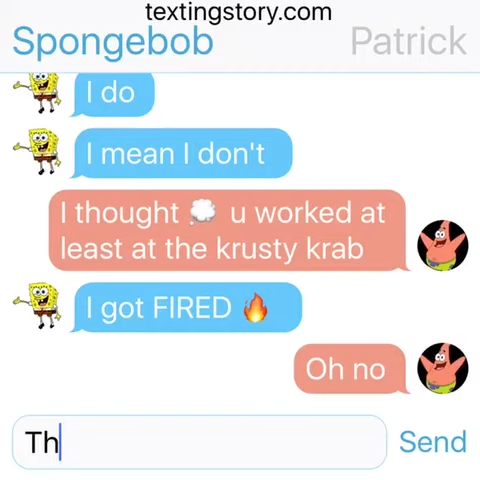 textingstory.com
Spongebob Patrick
I do
I mean I don't
I thought 💭 u worked at
least at the krusty krab
I got FIRED 🔥
Oh no
Th
Send